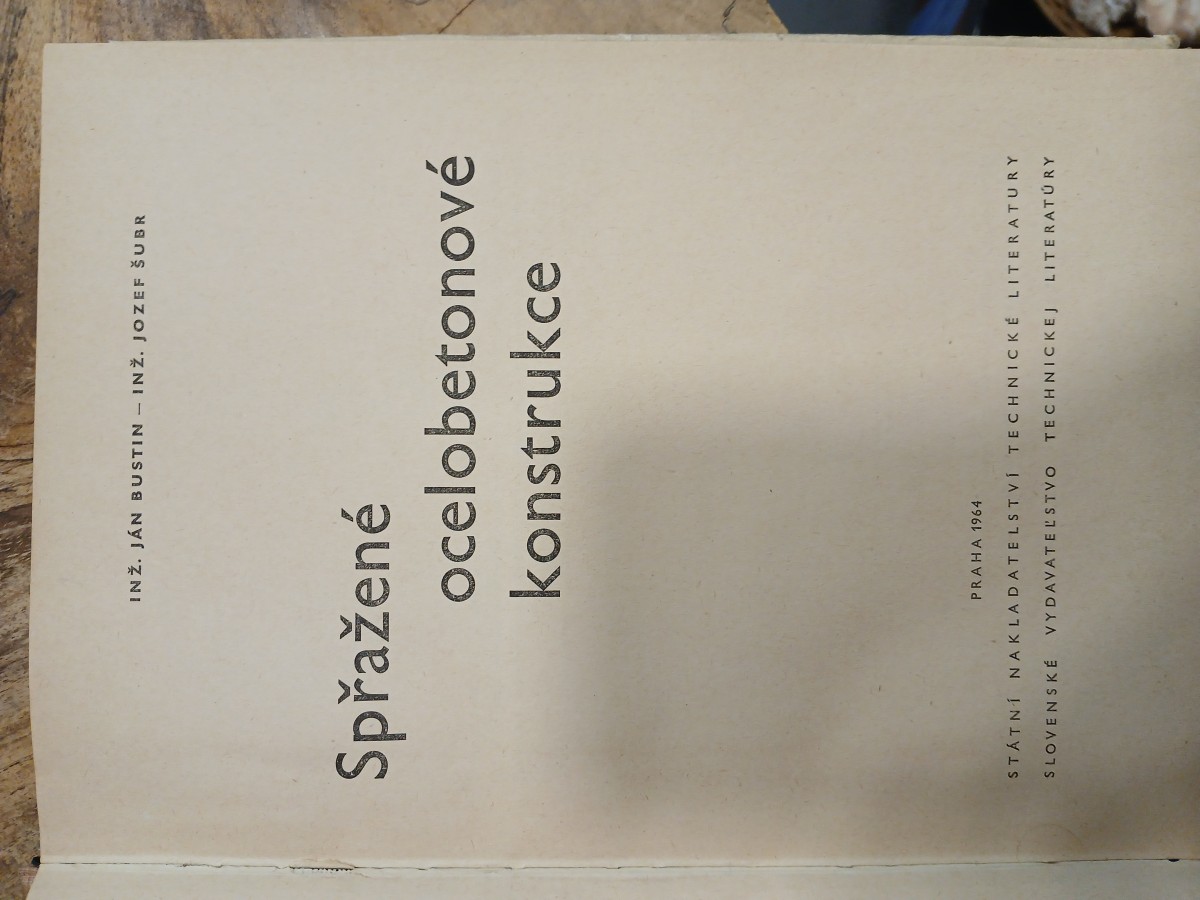 INŽ. JÁN BUSTIN — INŽ. JOZEF ŠUBR
Spřažené
ocelobetonové
konstrukce
PRAHA 1964
STÁTNÍ NAKLADATELSTVÍ TECHNICKÉ LITERATURY
SLOVENSKÉ VYDAVATEĽSTVO TECHNICKEJ LITERATÚRY